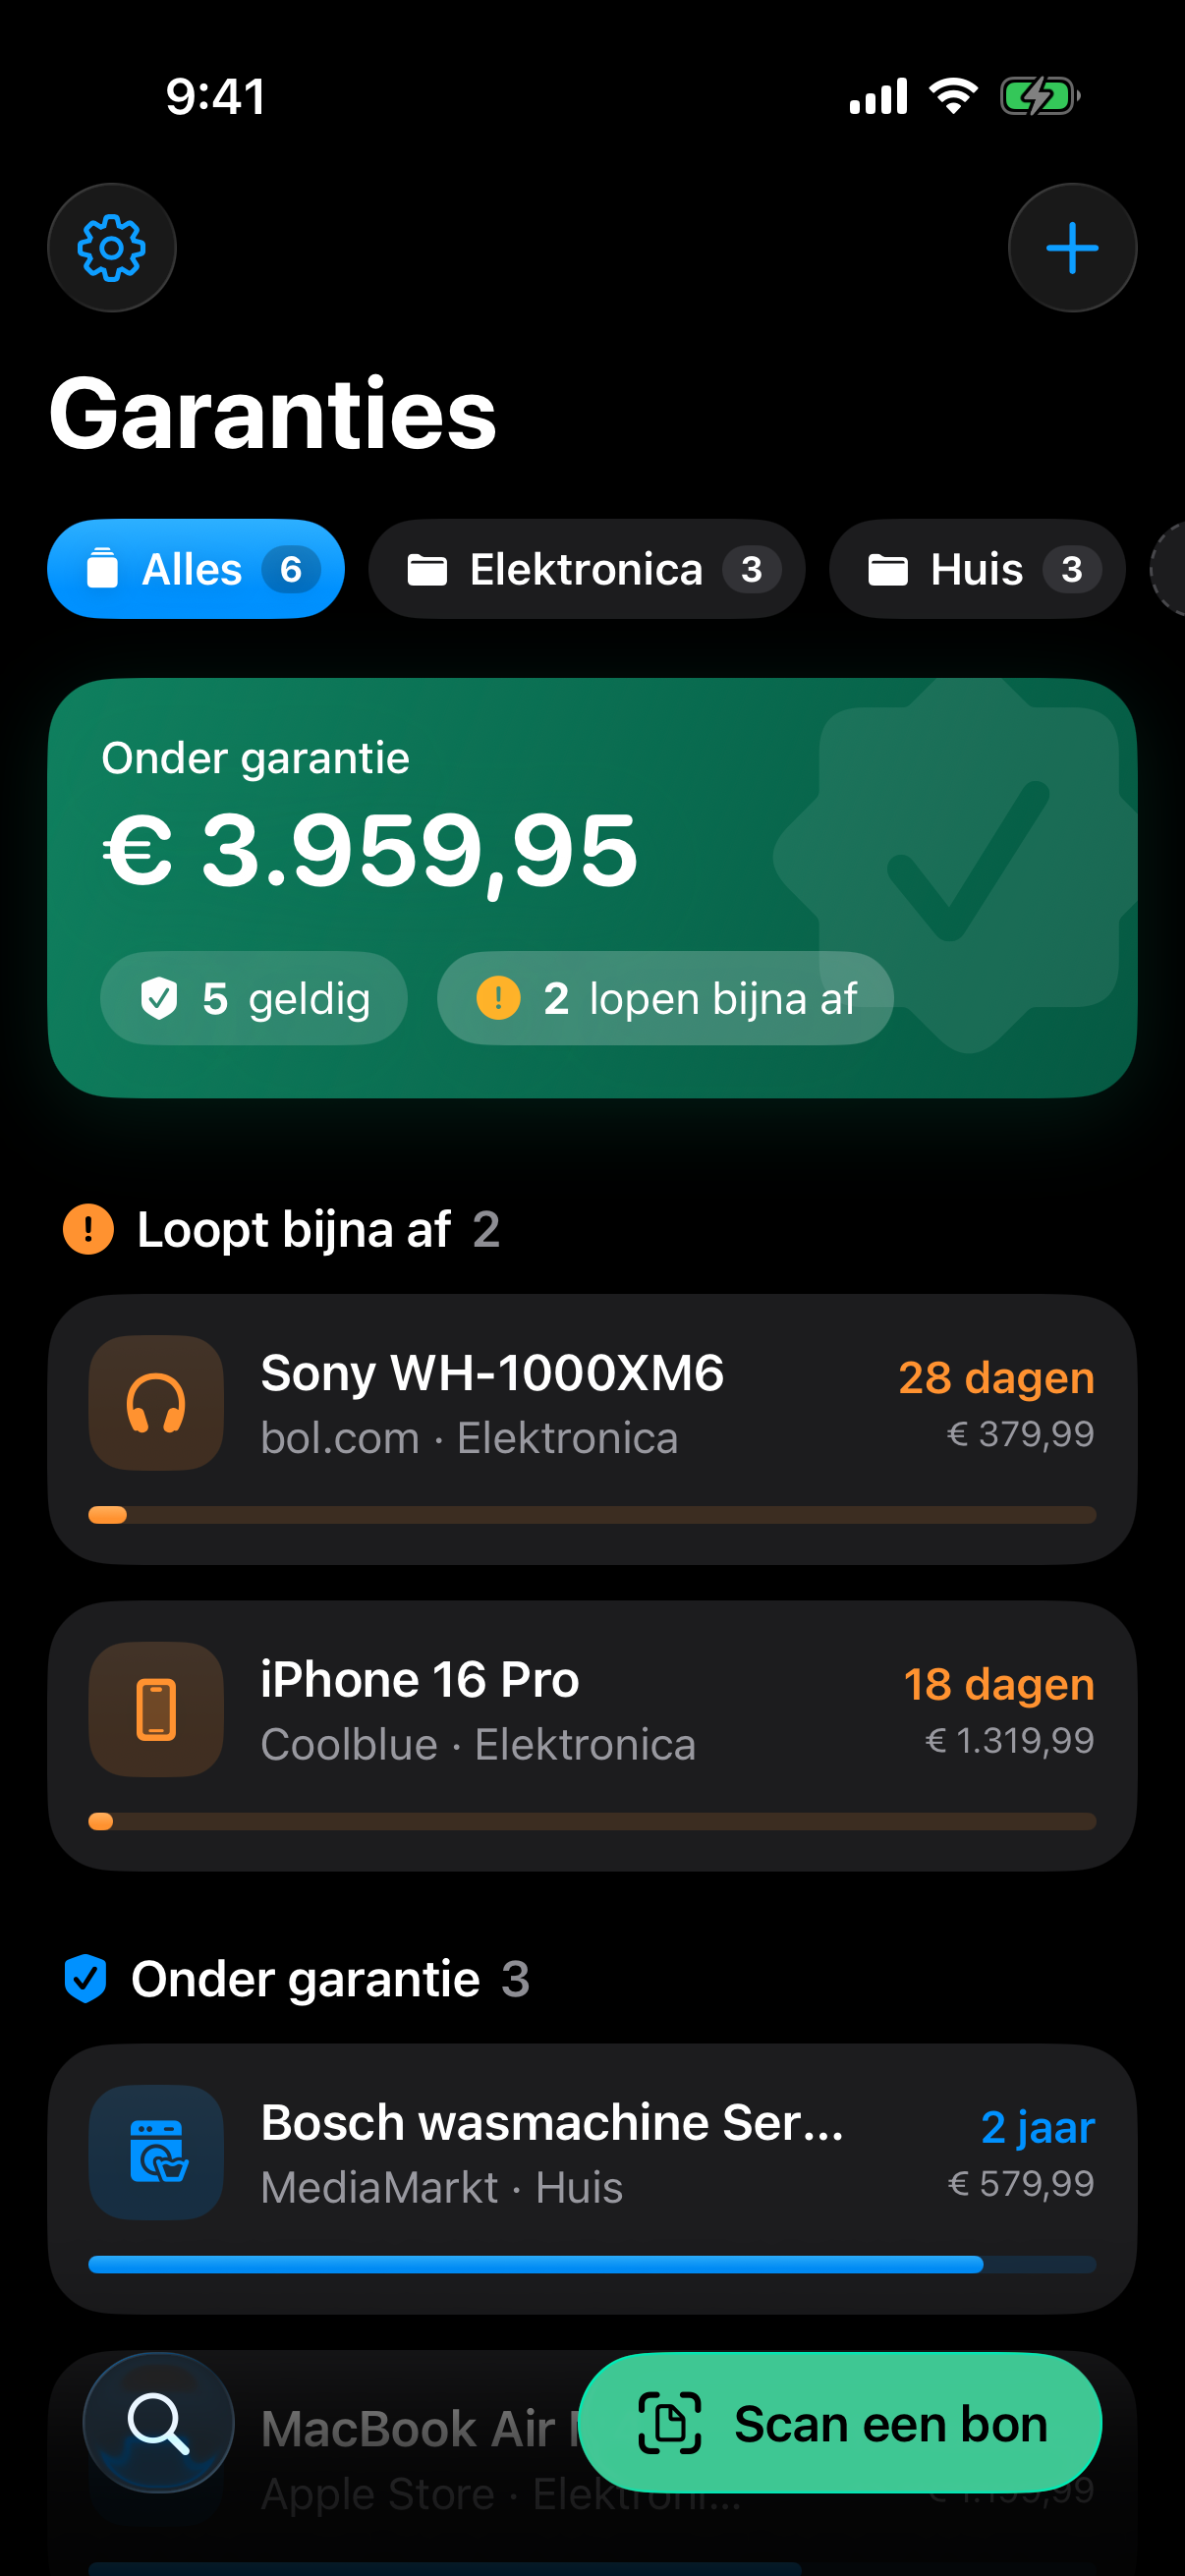 9:41
Garanties
Alles 6
Elektronica 3
Huis 3
Onder garantie
€ 3.959,95
5 geldig
2 lopen bijna af
Loopt bijna af 2
Sony WH-1000XM6
28 dagen
bol.com · Elektronica
€ 379,99
iPhone 16 Pro
18 dagen
Coolblue · Elektronica
€ 1.319,99
Onder garantie 3
Bosch wasmachine Ser...
2 jaar
MediaMarkt · Huis
€ 579,99
MacBook Air
Scan een bon
Apple Store · Elektroni...